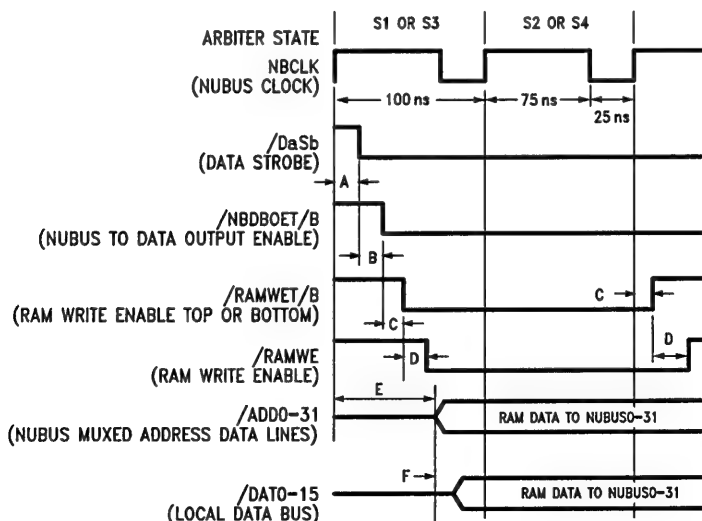 S1 OR S3
S2 OR S4
ARBITER STATE
NBCLK
(NUBUS CLOCK)
100 ns
75 ns
25 ns
/DaSb
(DATA STROBE)
A
/NBDBOET/B
(NUBUS TO DATA OUTPUT ENABLE)
B
/RAMWET/B
(RAM WRITE ENABLE TOP OR BOTTOM)
C
C
/RAMWE
(RAM WRITE ENABLE)
D
D
E
/ADD0-31
(NUBUS MUXED ADDRESS DATA LINES)
RAM DATA TO NUBUS0-31
F
/DAT0-15
(LOCAL DATA BUS)
RAM DATA TO NUBUS0-31